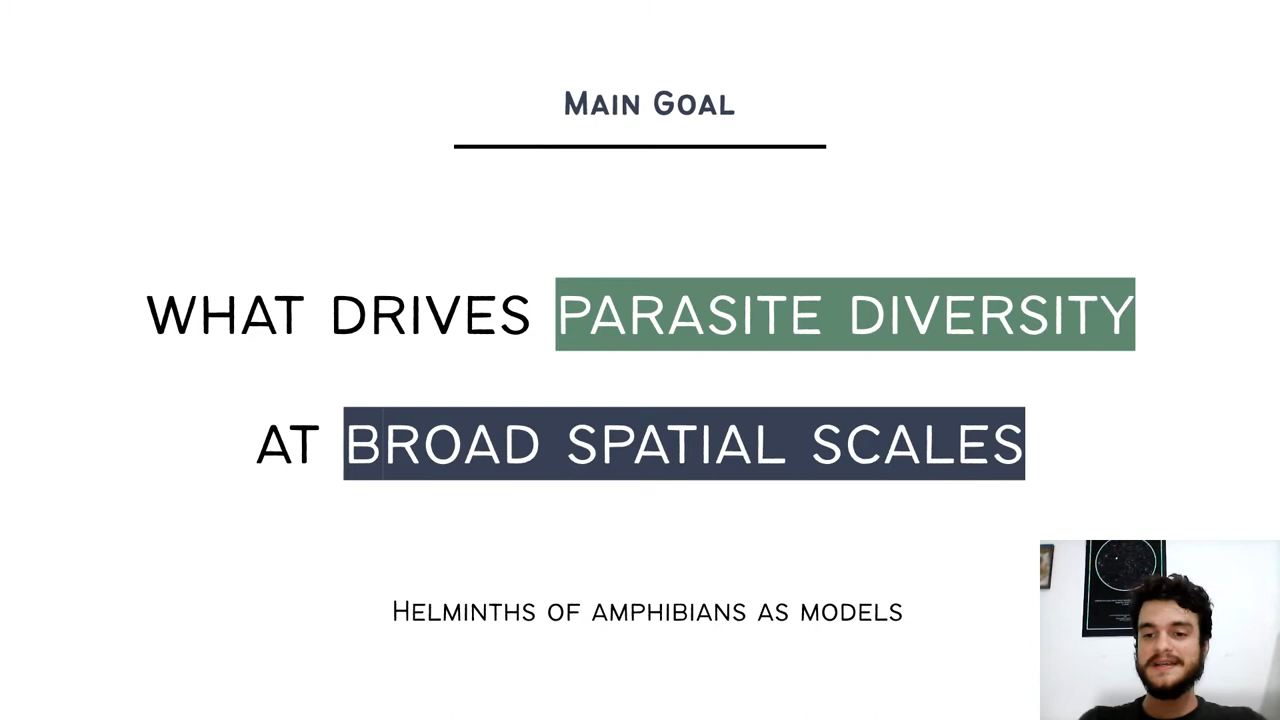 Main Goal
WHAT DRIVES PARASITE DIVERSITY
AT BROAD SPATIAL SCALES
Helminths of amphibians as models